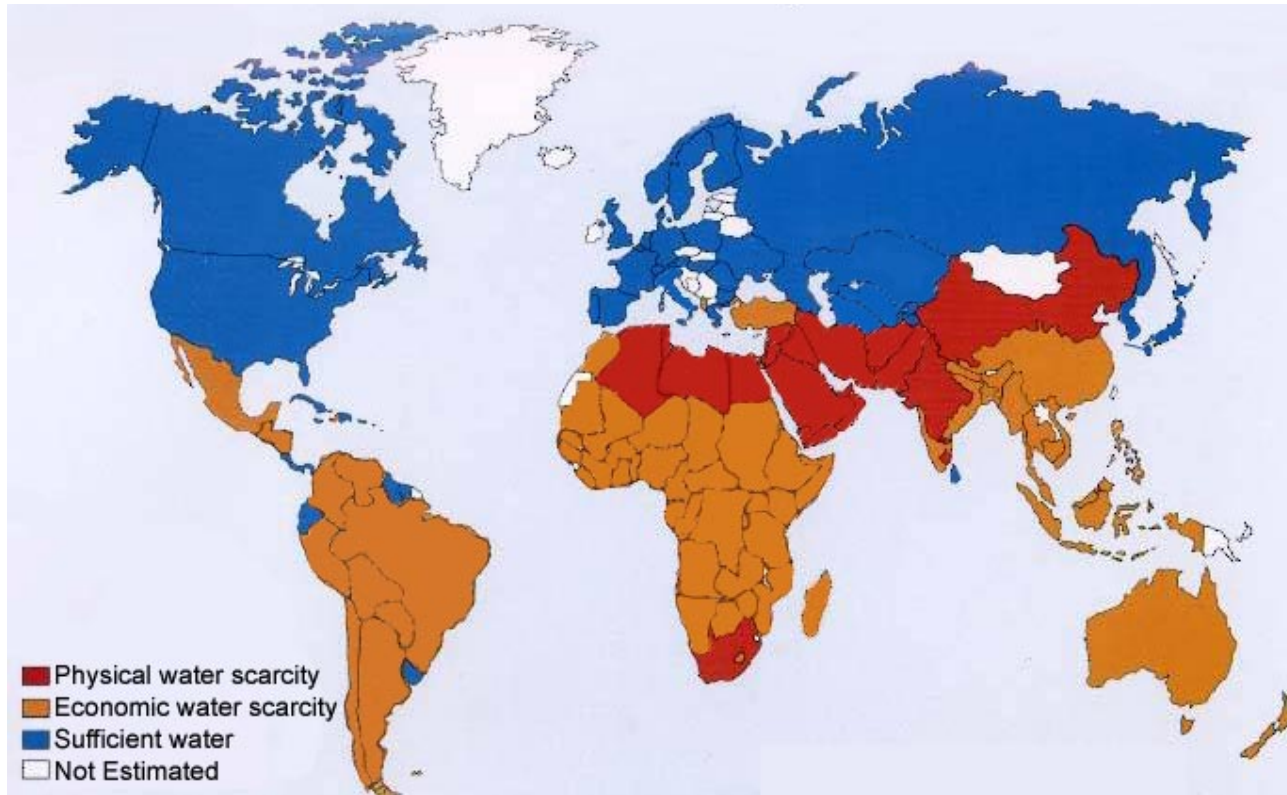 Physical water scarcity
Economic water scarcity
Sufficient water
Not Estimated